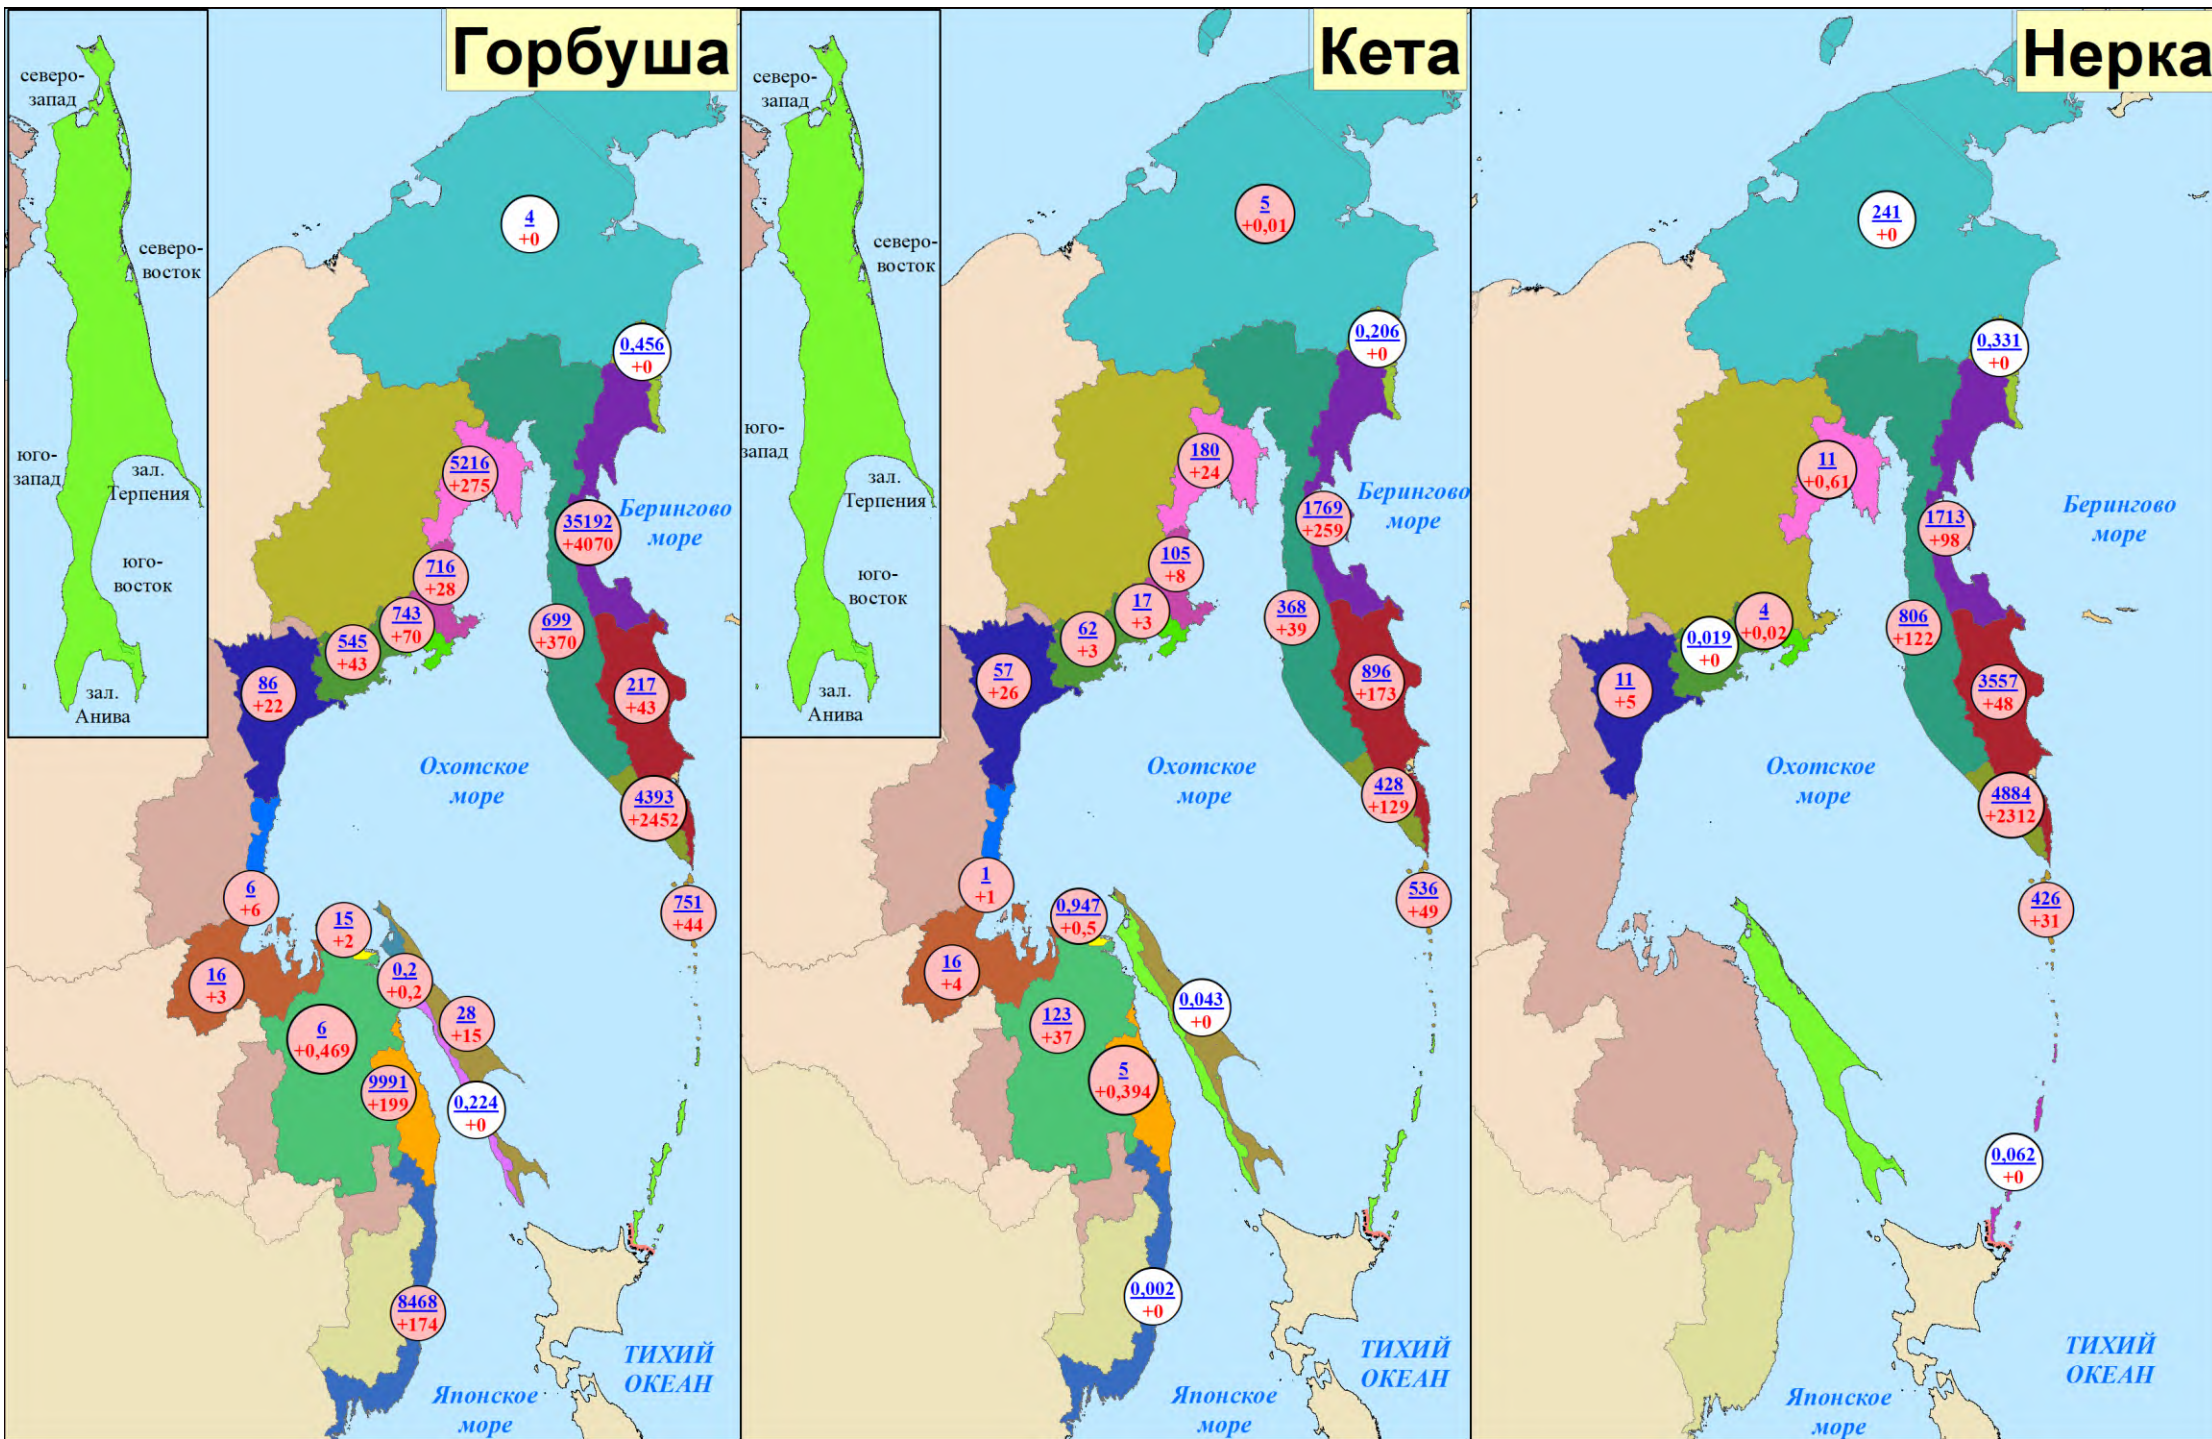 Горбуша
северо-
запад
северо-
восток
юго-
запад
зал.
Терпения
юго-
восток
зал.
Анива
4
+0
0,456
+0
5216
+275
35192
+4070
Берингово
море
716
+28
743
+70
545
+43
699
+370
86
+22
217
+43
Охотское
море
4393
+2452
6
+6
751
+44
15
+2
16
+3
0,2
+0,2
28
+15
6
+0,469
9991
+199
0,224
+0
8468
+174
ТИХИЙ
ОКЕАН
Японское
море
Кета
северо-
запад
северо-
восток
юго-
запад
зал.
Терпения
юго-
восток
зал.
Анива
5
+0,01
0,206
+0
180
+24
1769
+259
Берингово
море
105
+8
17
+3
62
+3
368
+39
57
+26
896
+173
Охотское
море
428
+129
1
+1
536
+49
0,947
+0,5
16
+4
0,043
+0
123
+37
5
+0,394
0,002
+0
ТИХИЙ
ОКЕАН
Японское
море
Нерка
241
+0
0,331
+0
11
+0,61
1713
+98
Берингово
море
4
+0,02
0,019
+0
806
+122
11
+5
3557
+48
Охотское
море
4884
+2312
426
+31
0,062
+0
ТИХИЙ
ОКЕАН
Японское
море